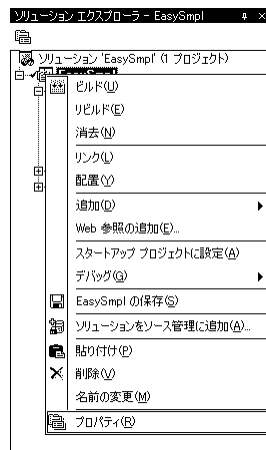 ソリューション エクスプローラ - EasySmpl
ソリューション 'EasySmpl' (1 プロジェクト)
EasySmpl
ビルド(U)
リビルド(E)
消去(N)
リンク(L)
配置(Y)
追加(D)
Web 参照の追加(E)...
スタートアップ プロジェクトに設定(A)
デバッグ(G)
EasySmpl の保存(S)
ソリューションをソース管理に追加(A)...
貼り付け(P)
削除(V)
名前の変更(M)
プロパティ(R)